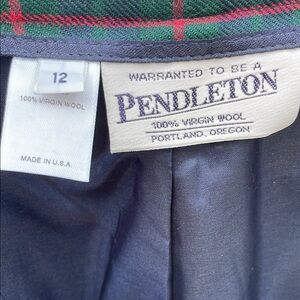 12
100% VIRGIN WOOL
MADE IN U.S.A.
WARRANTED TO BE A
PENDLETON
100% VIRGIN WOOL
PORTLAND, OREGON